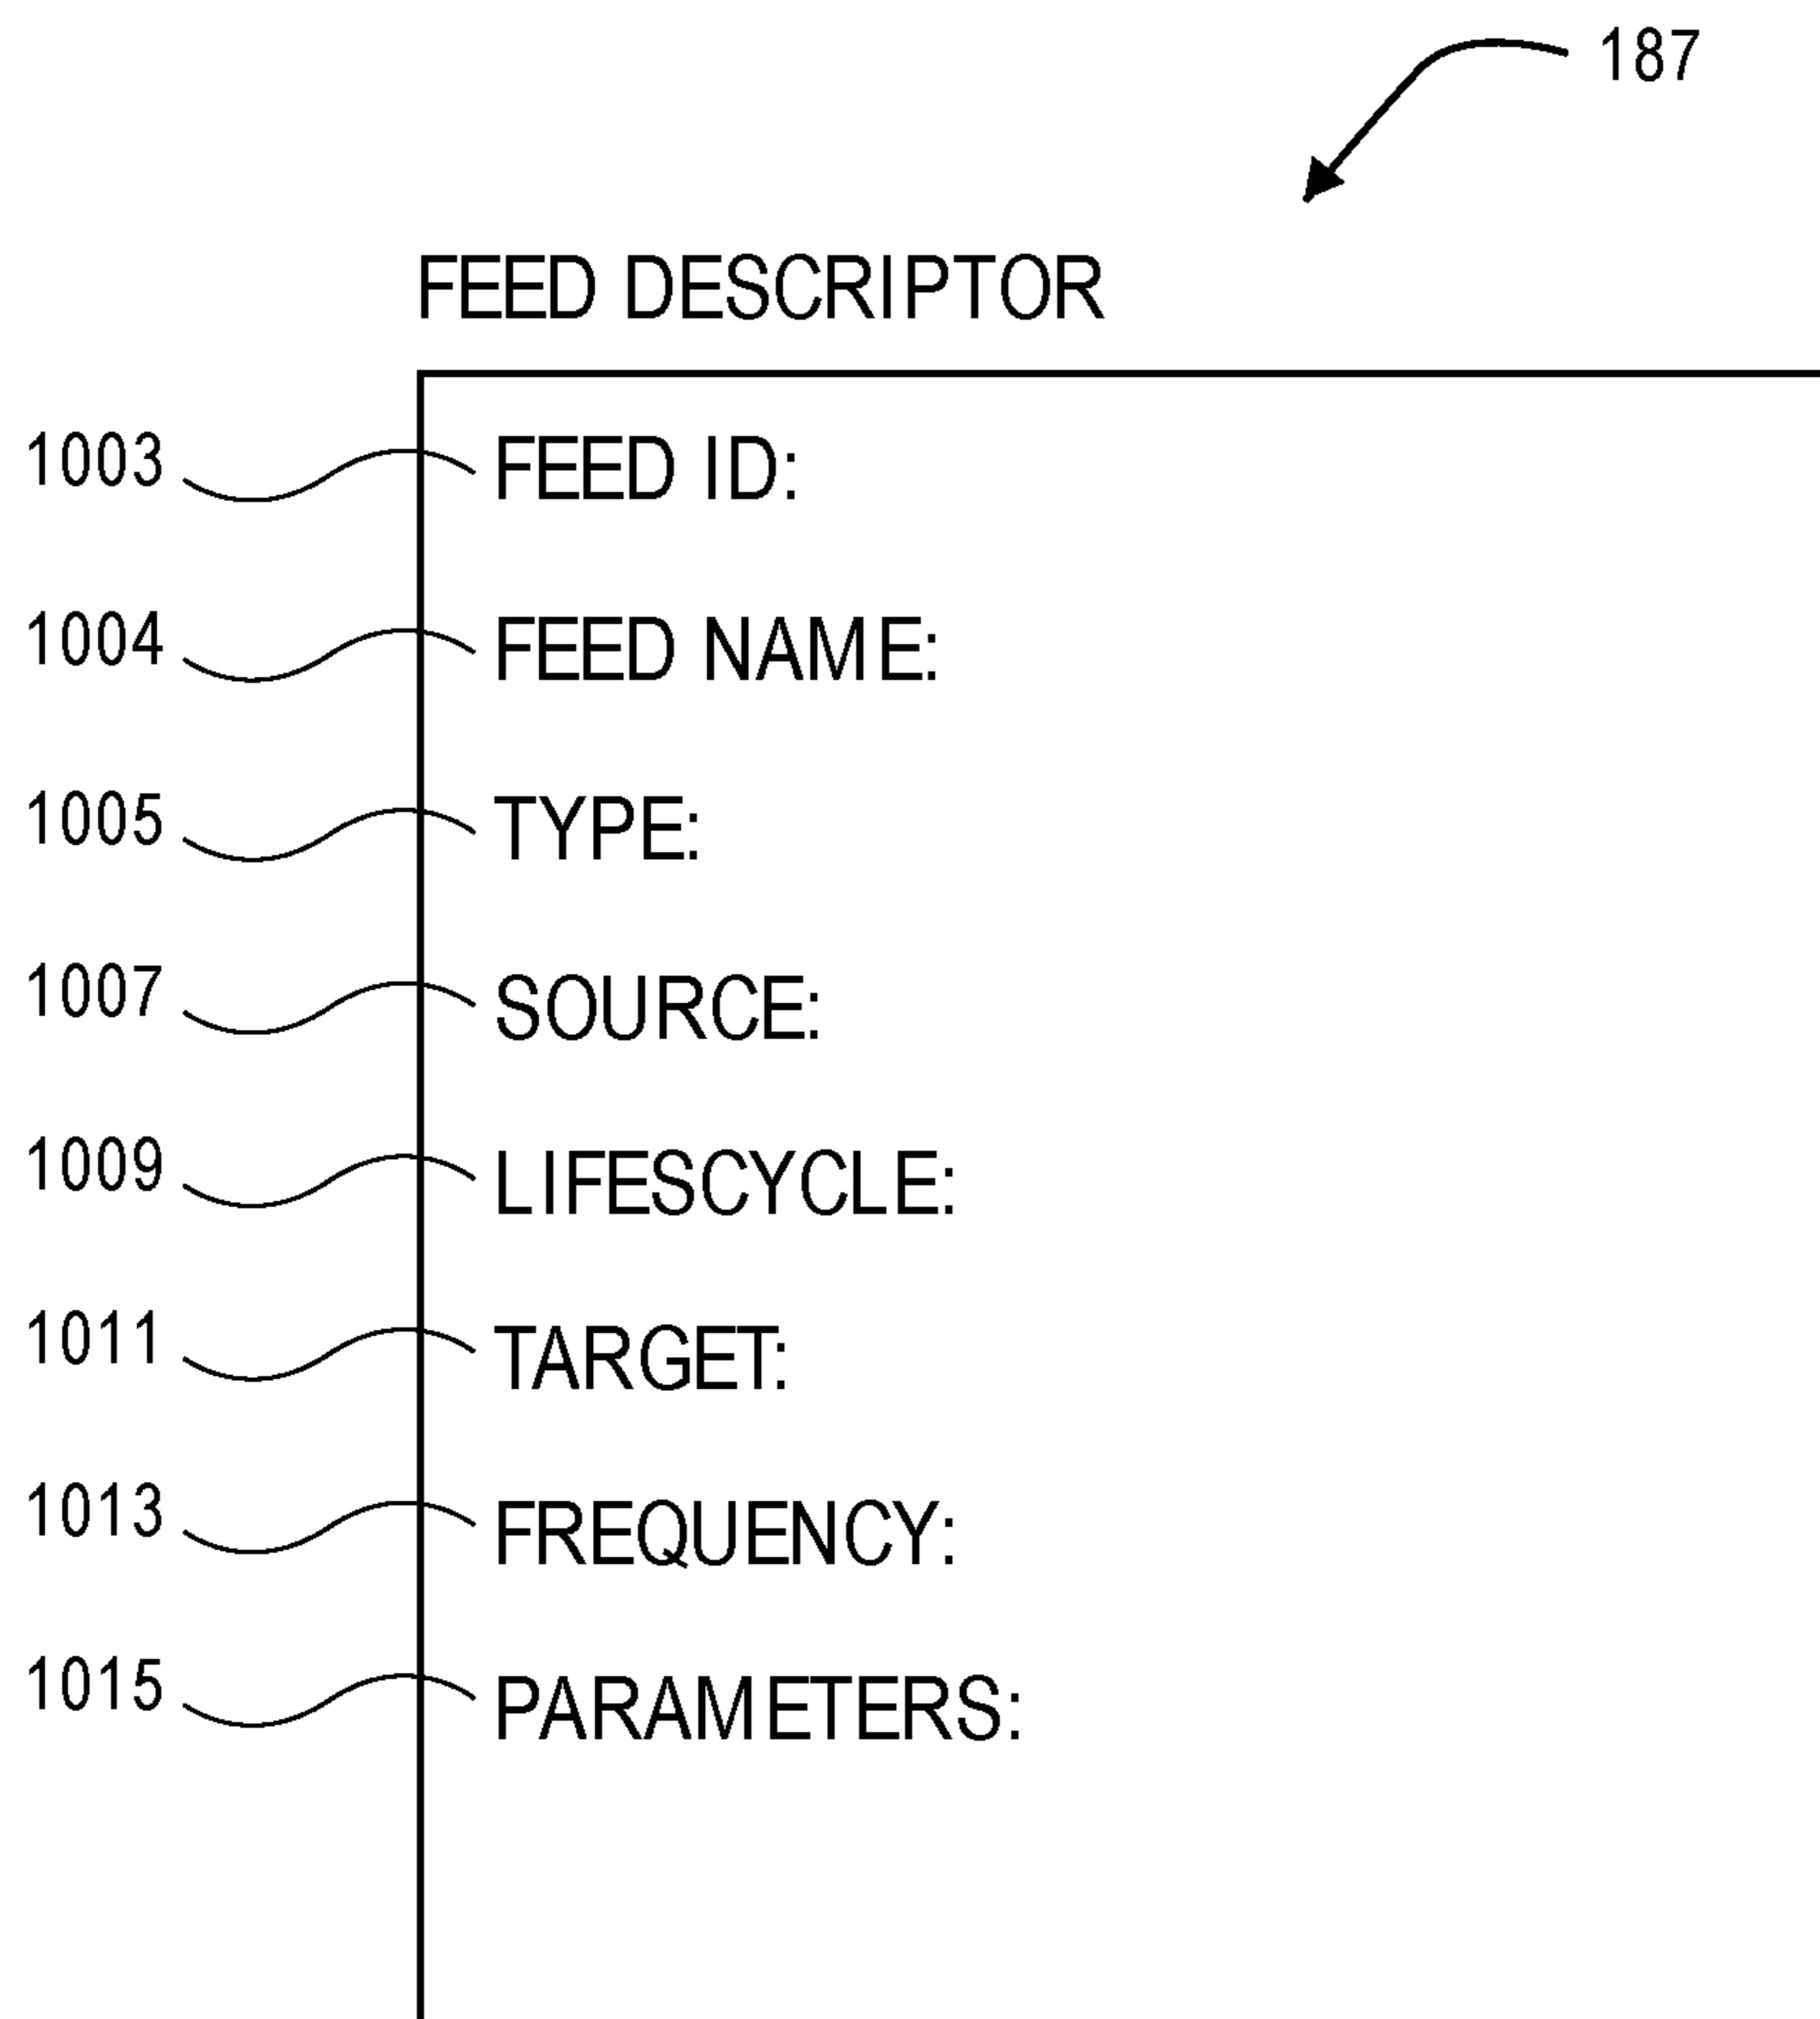 187
FEED DESCRIPTOR
1003 FEED ID:
1004 FEED NAME:
1005 TYPE:
1007 SOURCE:
1009 LIFESCYCLE:
1011 TARGET:
1013 FREQUENCY:
1015 PARAMETERS: